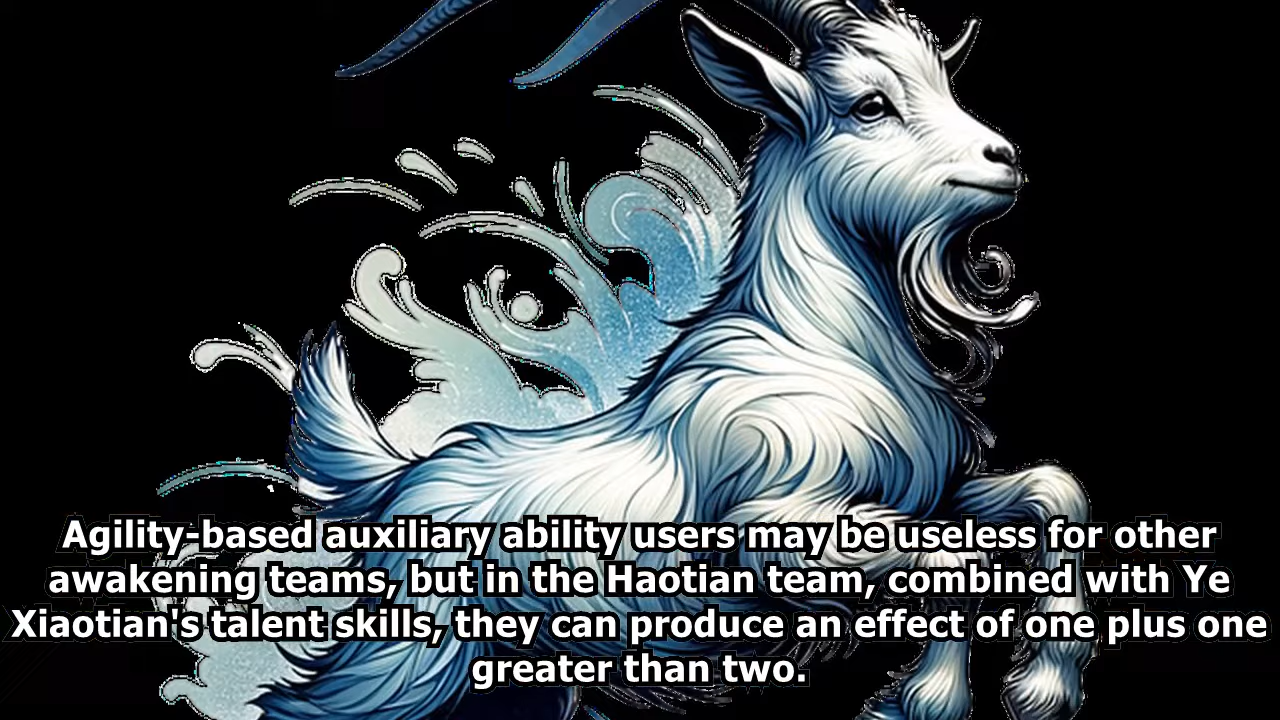 Agility-based auxiliary ability users may be useless for other
awakening teams, but in the Haotian team, combined with Ye
Xiaotian's talent skills, they can produce an effect of one plus one
greater than two.